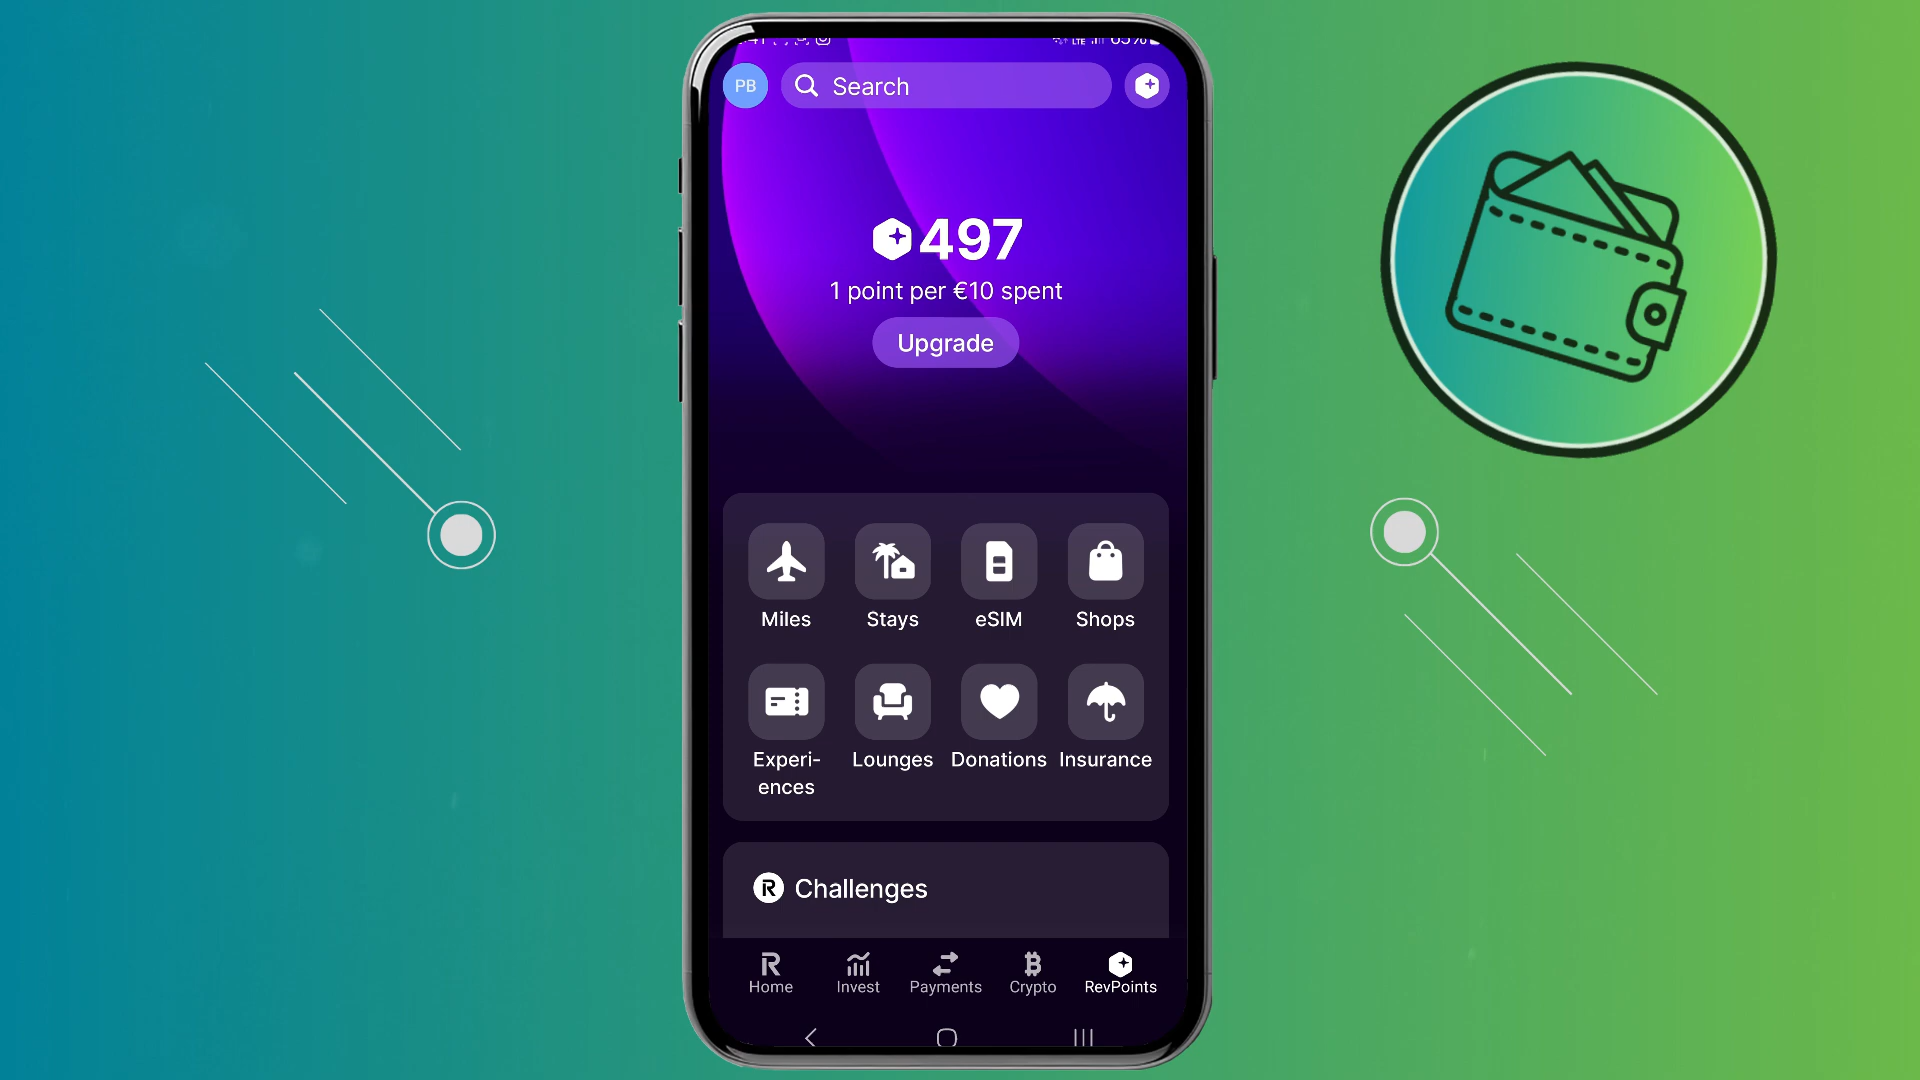 PB
Search
497
1 point per €10 spent
Upgrade
Miles
Stays
eSIM
Shops
Experi-
ences
Lounges
Donations
Insurance
Challenges
Home
Invest
Payments
Crypto
RevPoints